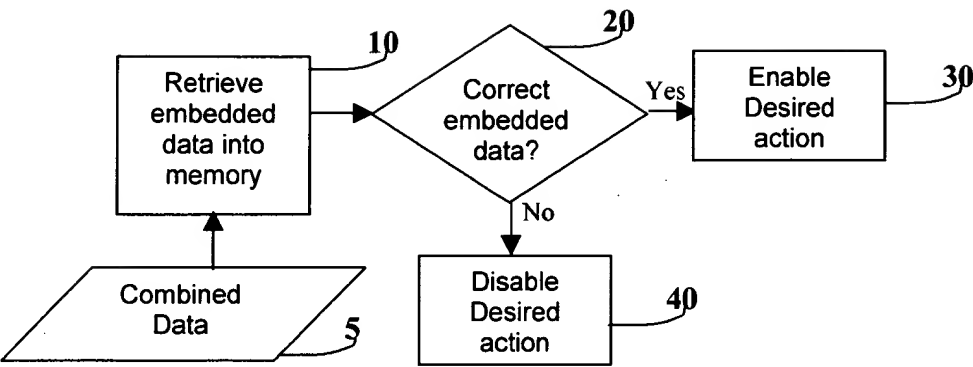 10
Retrieve
embedded
data into
memory
20
Correct
embedded
data?
Yes
30
Enable
Desired
action
No
Combined
Data
5
Disable
Desired
action
40